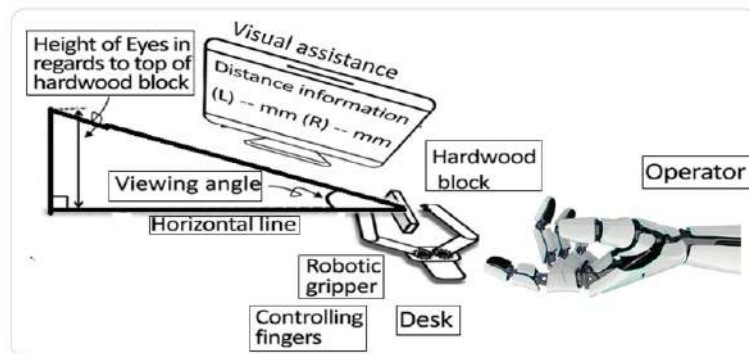 Height of Eyes in
regards to top of
hardwood block
Visual assistance
Distance information
(L) -- mm (R) -- mm
Viewing angle
Horizontal line
Hardwood
block
Operator
Robotic
gripper
Controlling
fingers
Desk